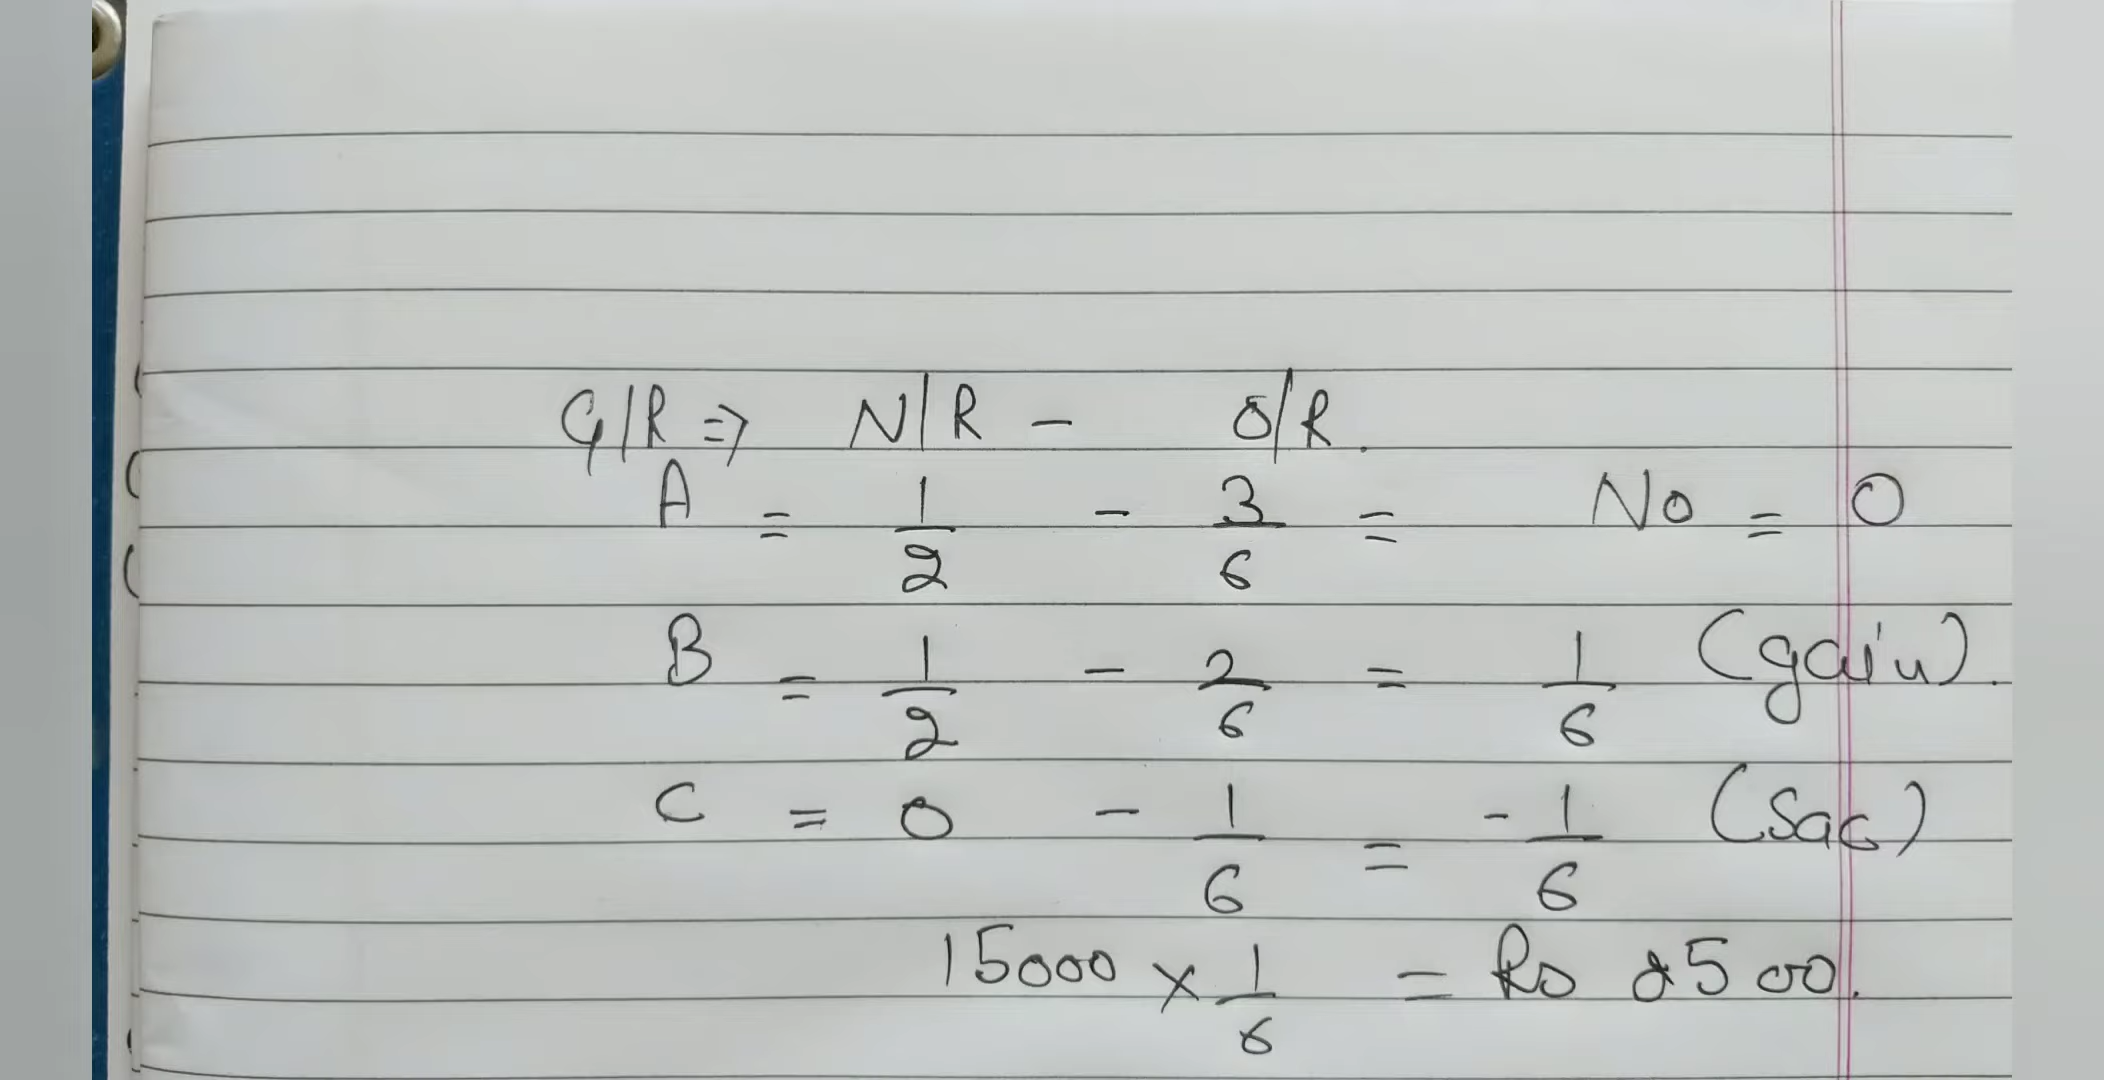 G/R ⇒ N/R - O/R.
A = 1/2 - 3/6 = No = 0
B = 1/2 - 2/6 = 1/6 (gain).
C = 0 - 1/6 = -1/6 (Sac)
15000 × 1/6 = Rs 2500.